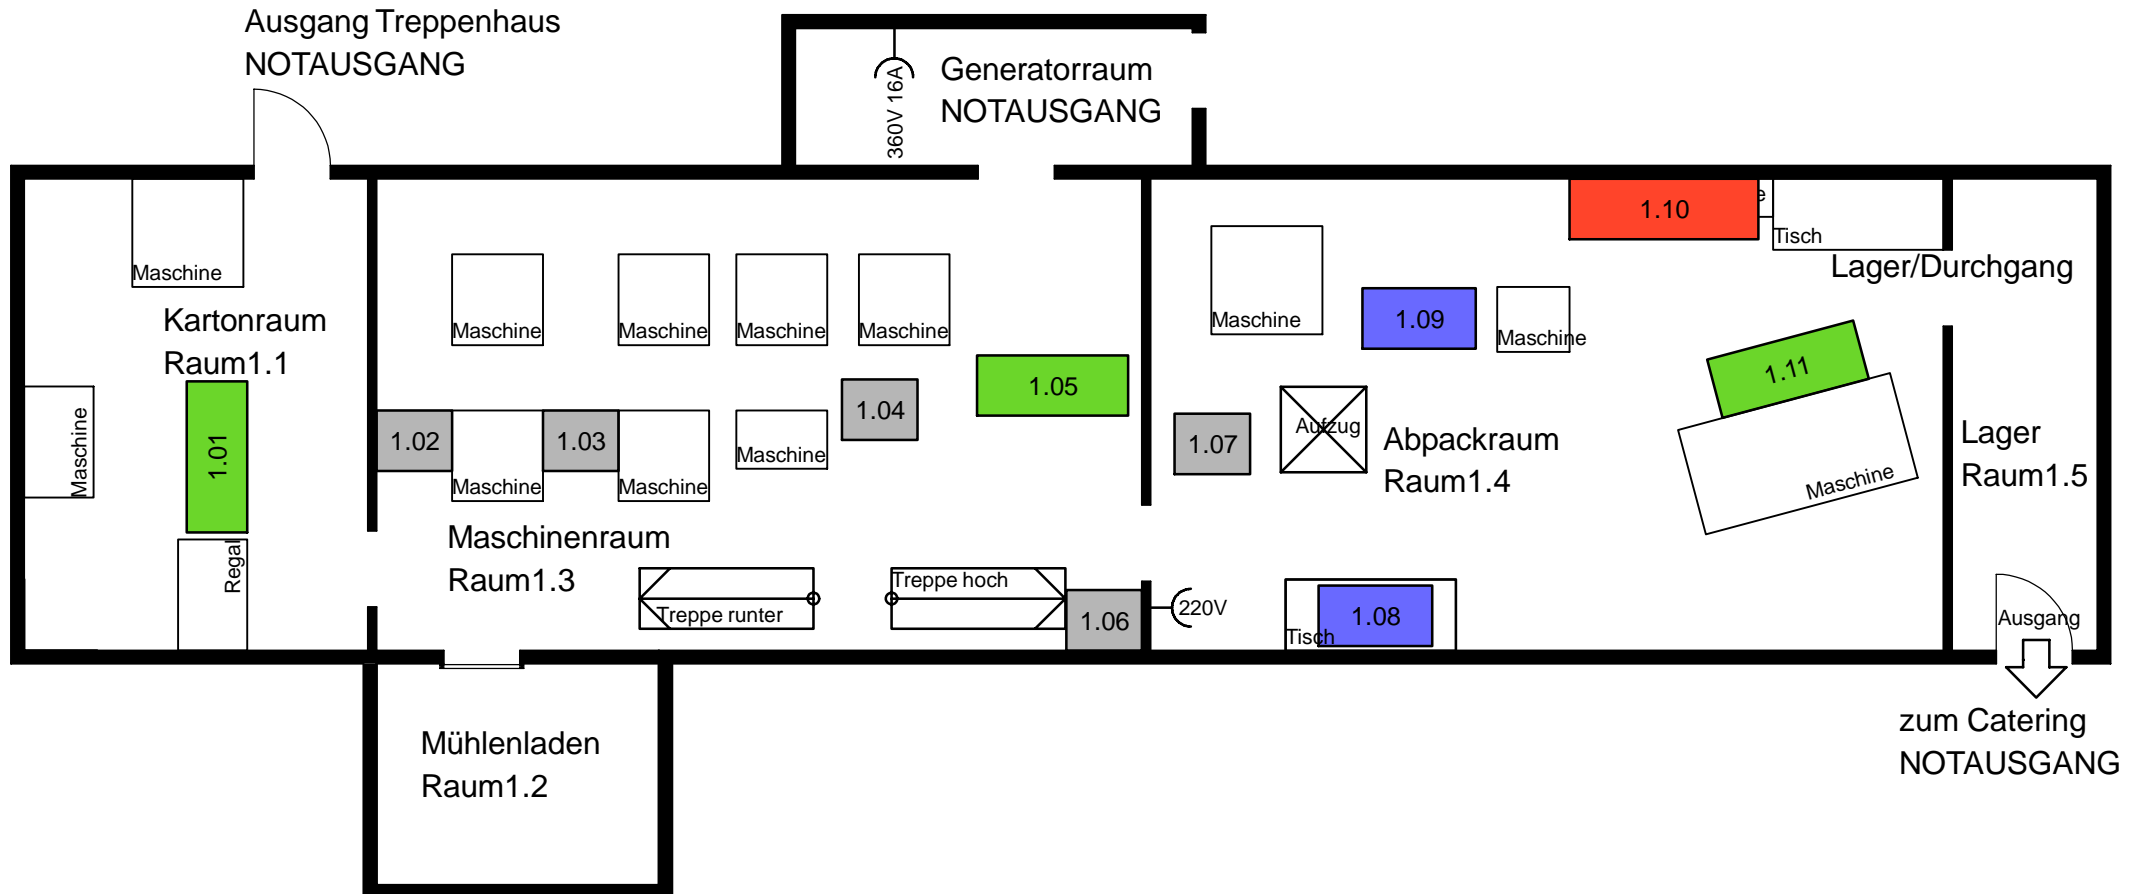 Ausgang Treppenhaus
NOTAUSGANG
360V 16A
Generatorraum
NOTAUSGANG
Maschine
Kartonraum
Raum1.1
Maschine
1.01
Regal
Maschine
Maschine
Maschine
Maschine
1.02
Maschine
1.03
Maschine
Maschine
1.04
1.05
Maschinenraum
Raum1.3
Treppe runter
Treppe hoch
1.06
220V
Mühlenladen
Raum1.2
Maschine
1.09
Maschine
1.10
e
Tisch
Lager/Durchgang
1.11
Maschine
1.07
Aufzug
Abpackraum
Raum1.4
Tisch
1.08
Lager
Raum1.5
Ausgang
zum Catering
NOTAUSGANG